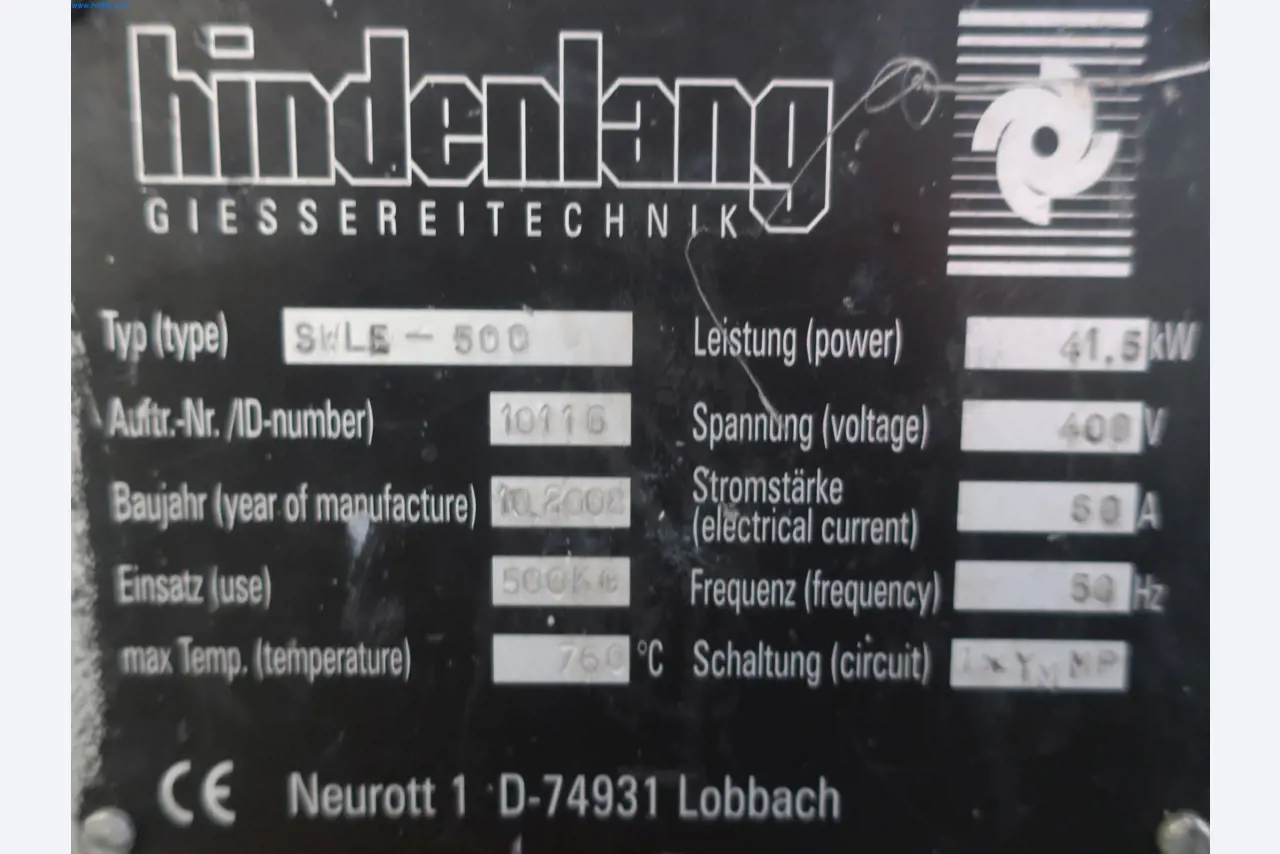 hindenlang
GIESSEREITECHNIK
Typ (type) SWLE - 500
Auftr.-Nr. /ID-number) 10116
Baujahr (year of manufacture)
Einsatz (use) 500KG
max Temp. (temperature) 760 °C
Leistung (power) 41.5 kW
Spannung (voltage) 400 V
Stromstärke
(electrical current) 60 A
Frequenz (frequency) 50 Hz
Schaltung (circuit)
CE Neurott 1 D-74931 Lobbach